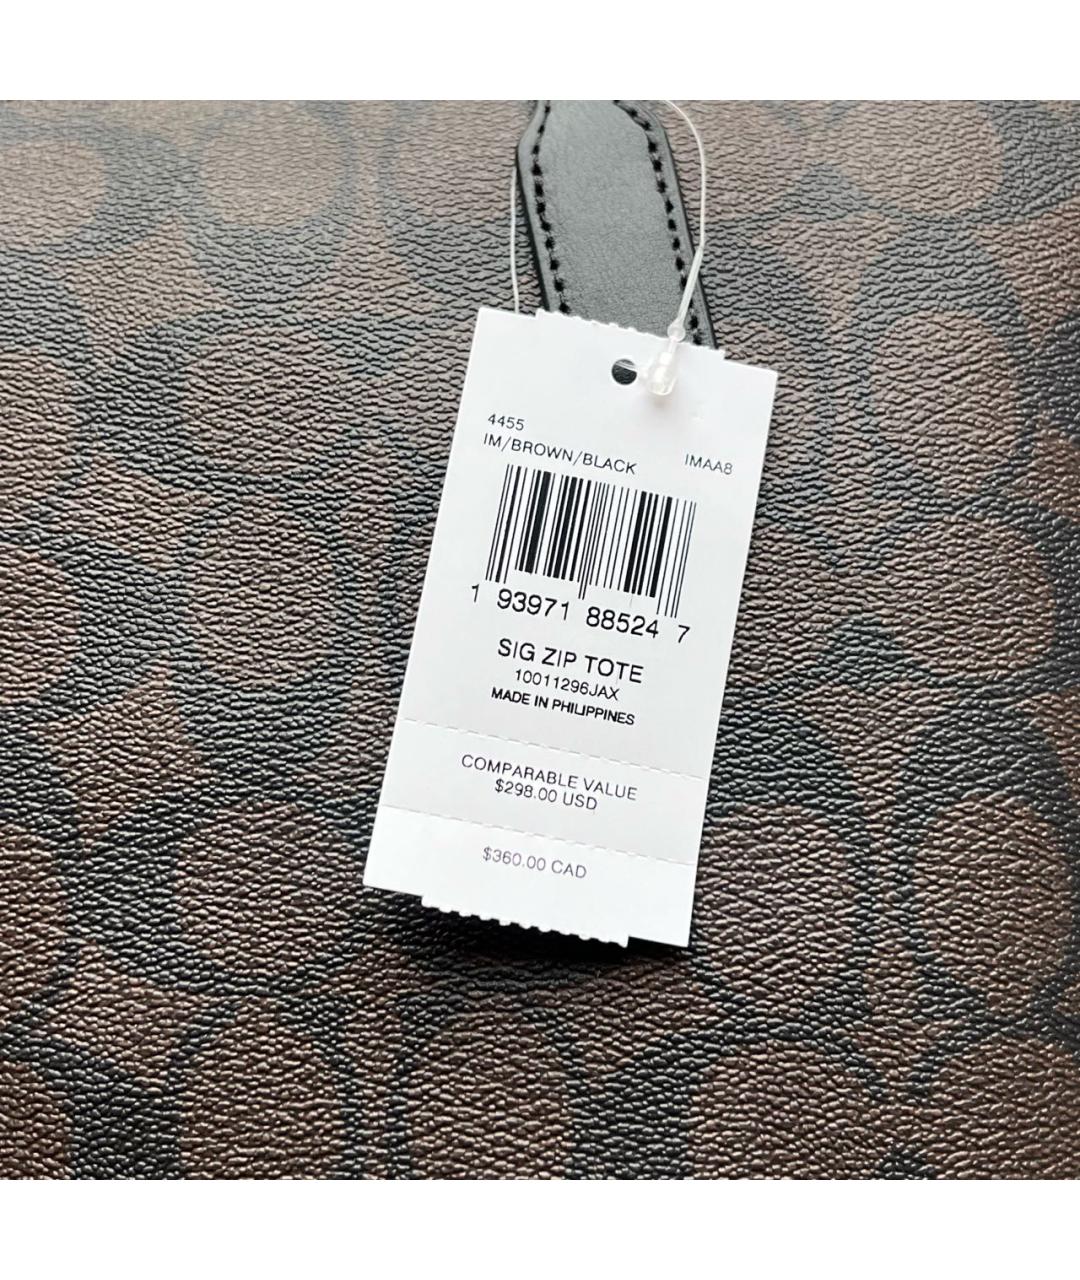 4455
IM/BROWN/BLACK IMAA8
1 93971 88524 7
SIG ZIP TOTE
10011296JAX
MADE IN PHILIPPINES
COMPARABLE VALUE
$298.00 USD
$360.00 CAD